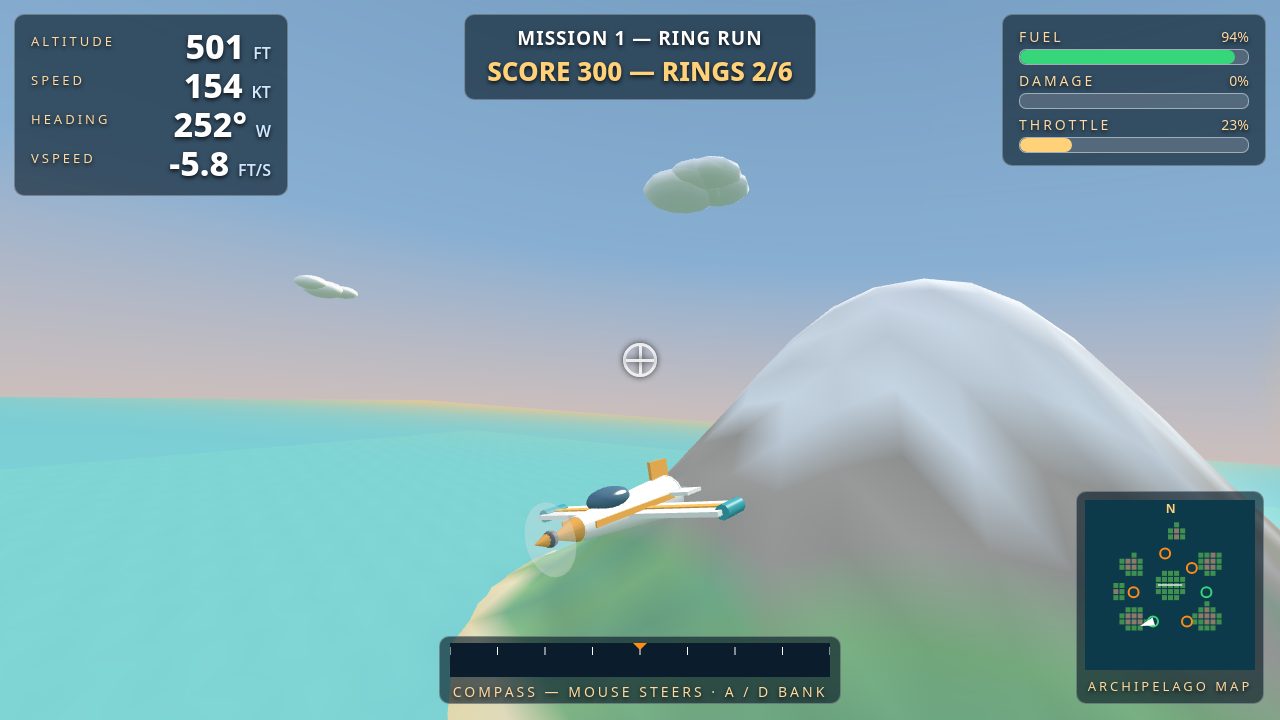 ALTITUDE 501 FT
SPEED 154 KT
HEADING 252° W
VSPEED -5.8 FT/S
MISSION 1 — RING RUN
SCORE 300 — RINGS 2/6
FUEL 94%
DAMAGE 0%
THROTTLE 23%
N
COMPASS — MOUSE STEERS · A / D BANK
ARCHIPELAGO MAP